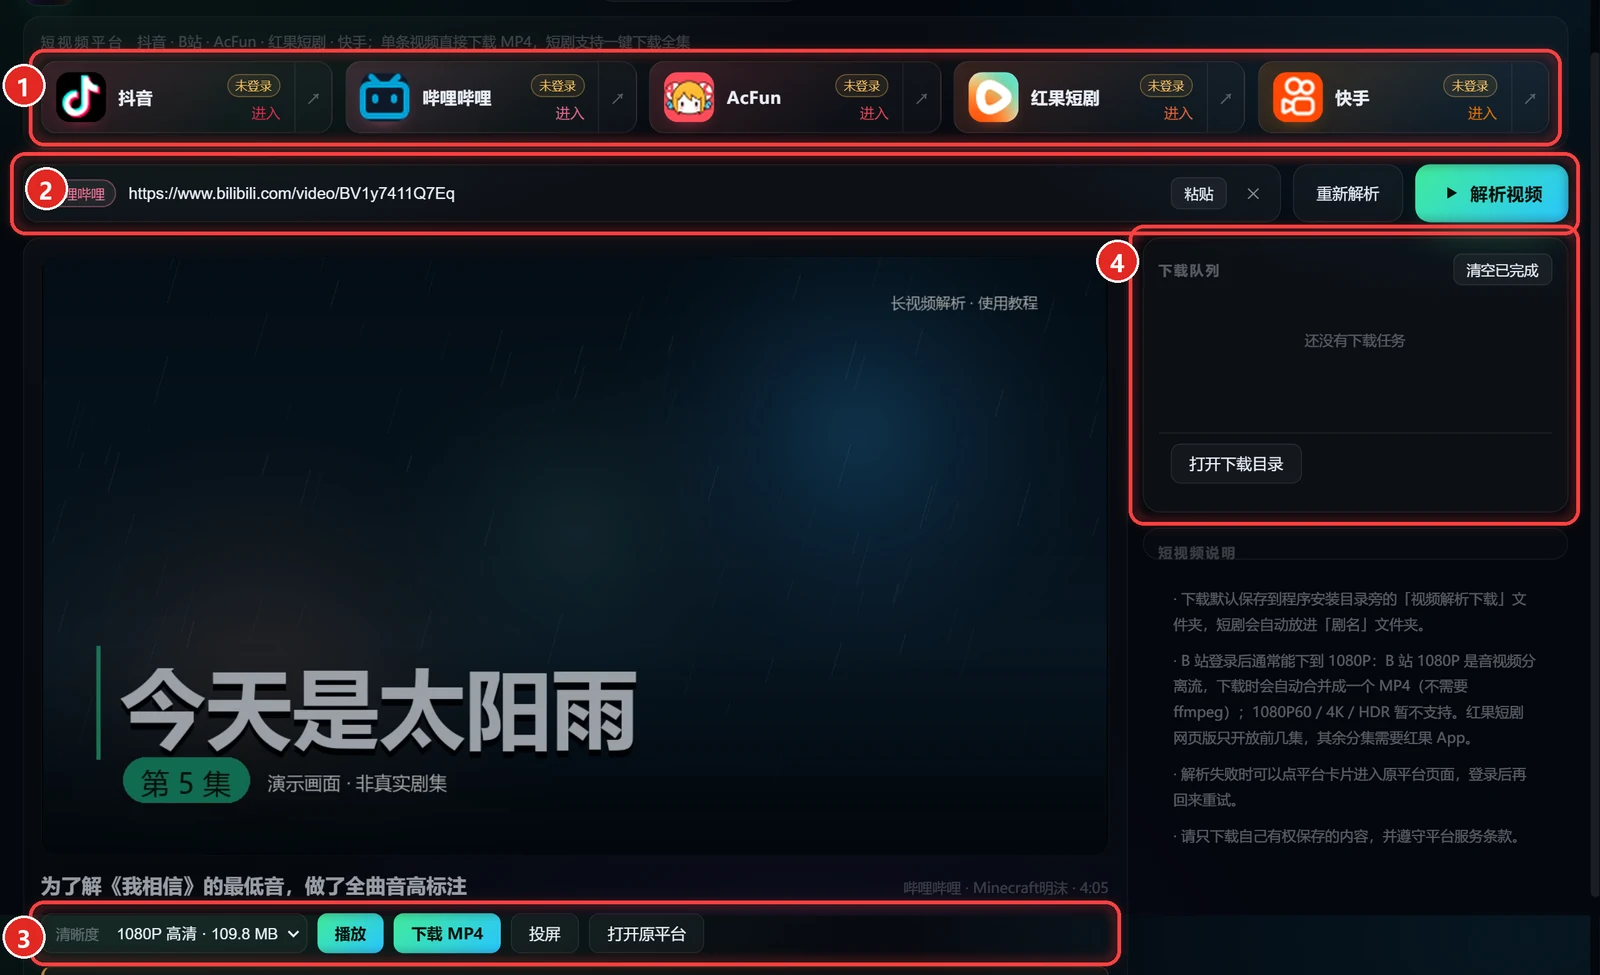 短视频平台 抖音 · B站 · AcFun · 红果短剧 · 快手；单条视频直接下载 MP4，短剧支持一键下载全集
1
抖音 未登录 进入 ↗
哔哩哔哩 未登录 进入 ↗
AcFun 未登录 进入 ↗
红果短剧 未登录 进入 ↗
快手 未登录 进入 ↗
2
哩哔哩 https://www.bilibili.com/video/BV1y7411Q7Eq 粘贴 × 重新解析 ▶ 解析视频
长视频解析 · 使用教程
今天是太阳雨
第 5 集 演示画面 · 非真实剧集
为了解《我相信》的最低音，做了全曲音高标注
哔哩哔哩 · Minecraft明沫 · 4:05
3
清晰度 1080P 高清 · 109.8 MB 播放 下载 MP4 投屏 打开原平台
4
下载队列 清空已完成
还没有下载任务
打开下载目录
短视频说明
· 下载默认保存到程序安装目录旁的「视频解析下载」文
件夹，短剧会自动放进「剧名」文件夹。
· B 站登录后通常能下到 1080P：B 站 1080P 是音视频分
离流，下载时会自动合并成一个 MP4（不需要
ffmpeg）；1080P60 / 4K / HDR 暂不支持。红果短剧
网页版只开放前几集，其余分集需要红果 App。
· 解析失败时可以点平台卡片进入原平台页面，登录后再
回来重试。
· 请只下载自己有权保存的内容，并遵守平台服务条款。